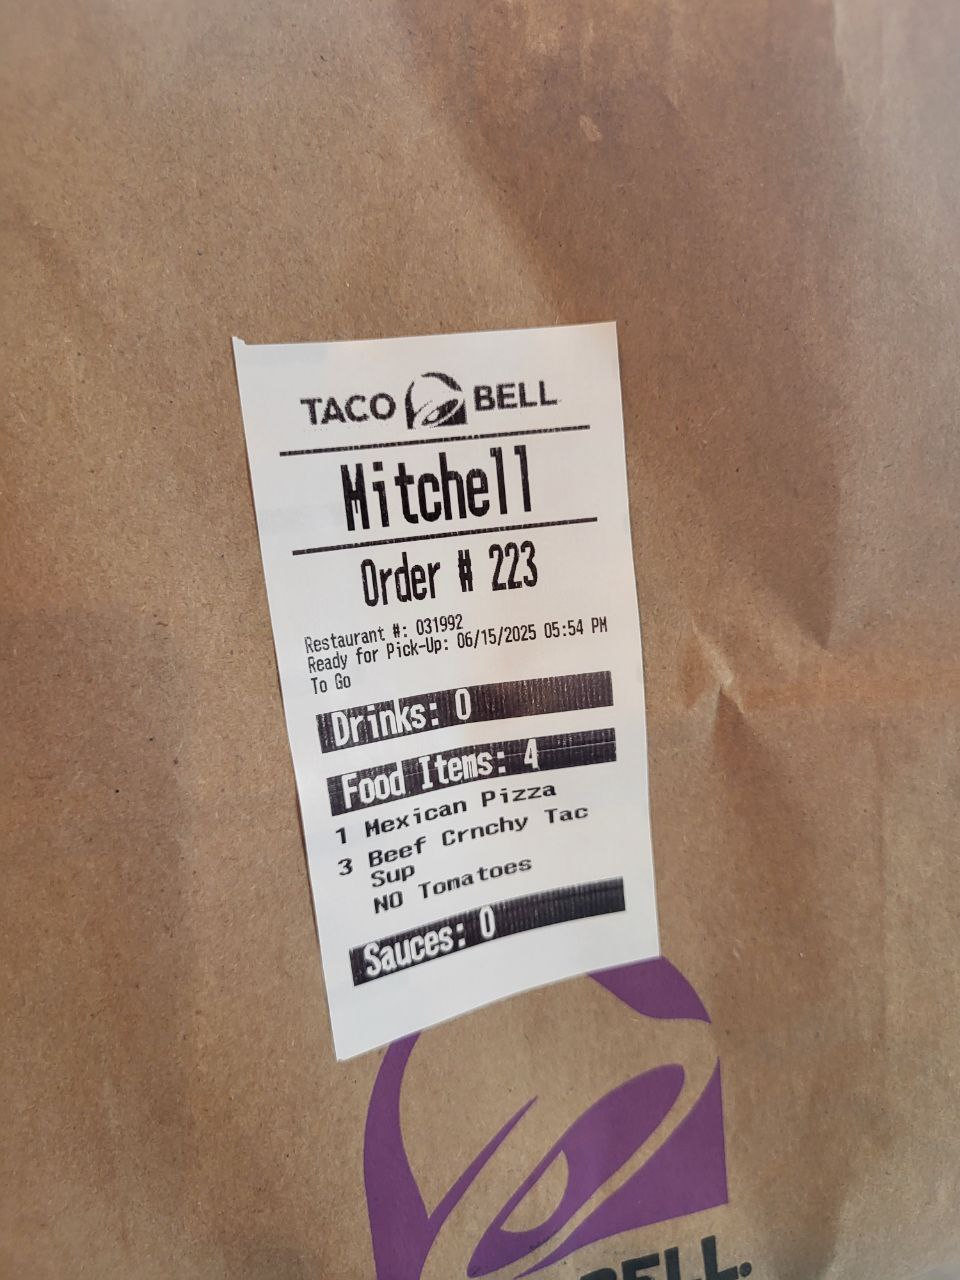 TACO BELL
Mitchell
Order # 223
Restaurant #: 031992
Ready for Pick-Up: 06/15/2025 05:54 PM
To Go
Drinks: 0
Food Items: 4
1 Mexican Pizza
3 Beef Crnchy Tac
Sup
NO Tomatoes
Sauces: 0
BELL.